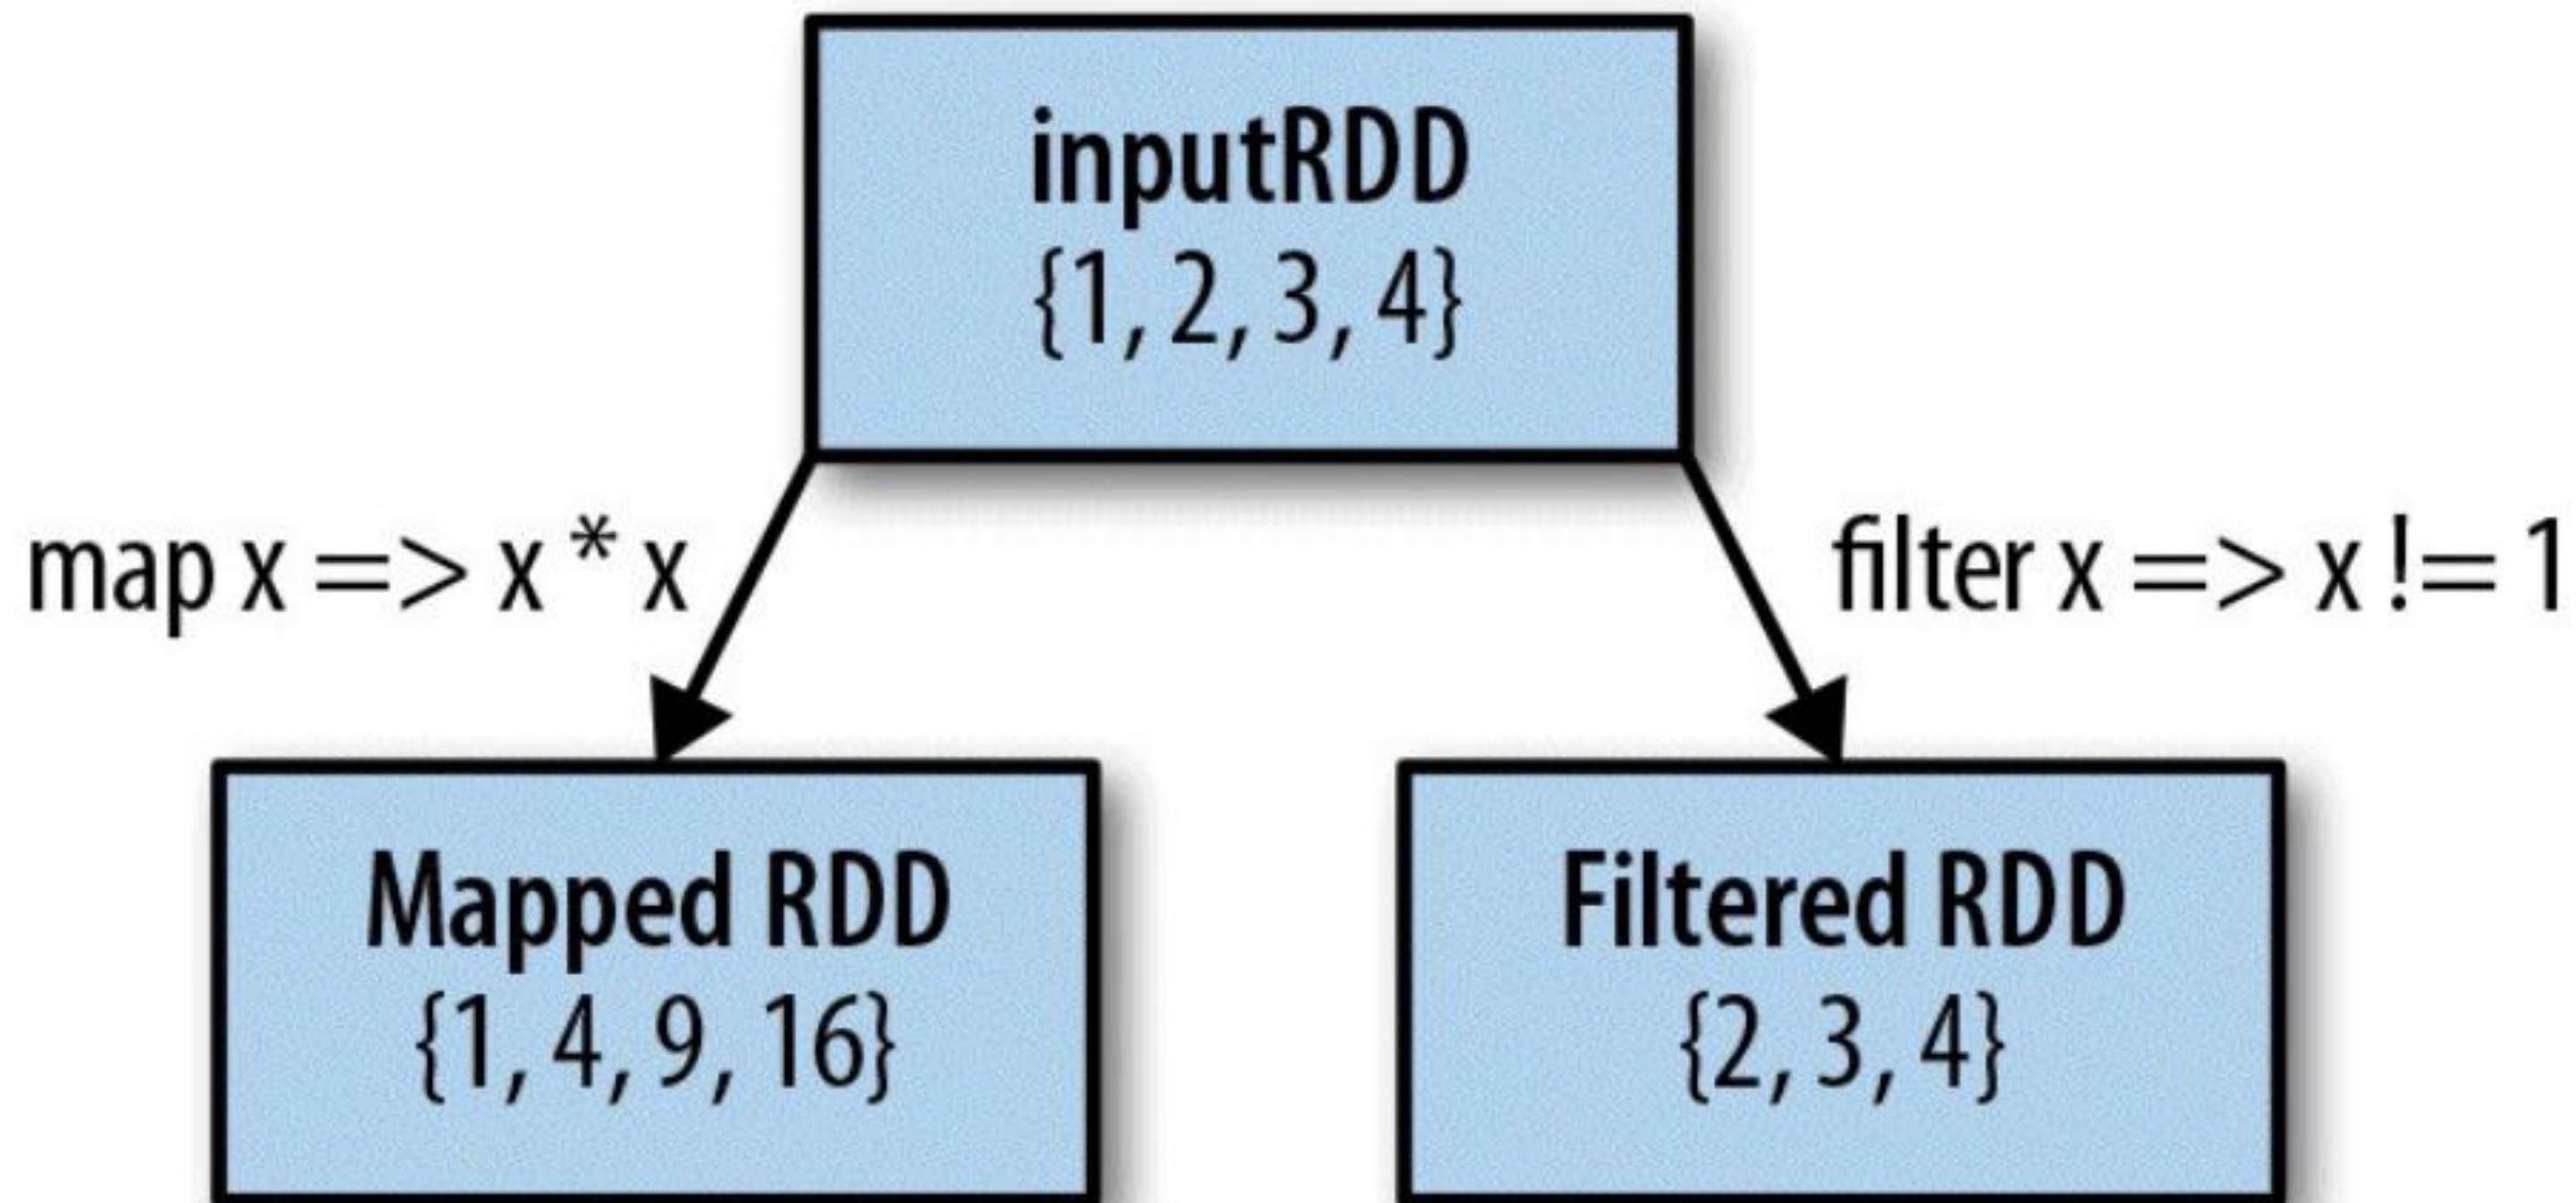 inputRDD
{1, 2, 3, 4}
map x => x * x
filter x => x != 1
Mapped RDD
{1, 4, 9, 16}
Filtered RDD
{2, 3, 4}